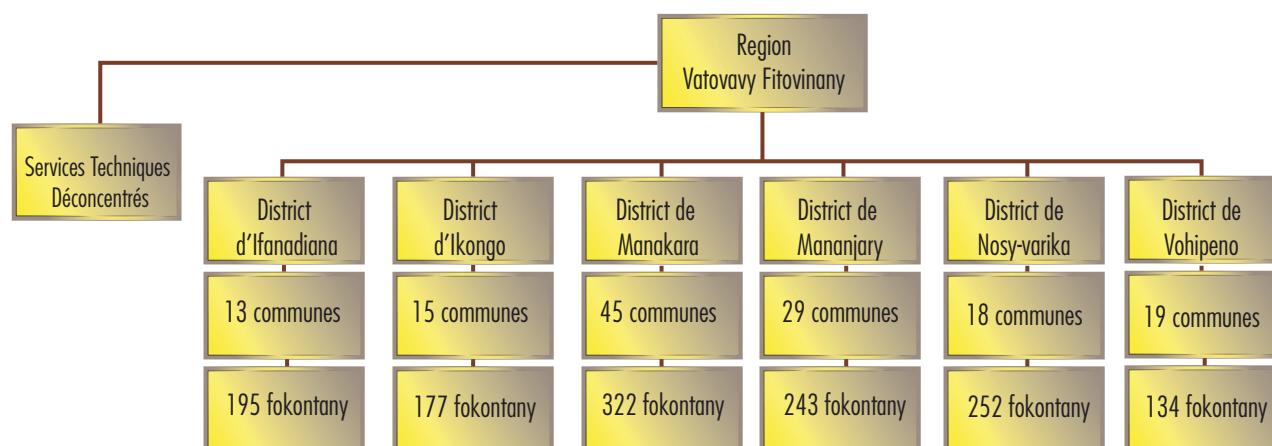 Region
Vatovavy Fitovinany
Services Techniques
Déconcentrés
District
d'Ifanadiana
District
d'Ikongo
District de
Manakara
District de
Mananjary
District de
Nosy-varika
District de
Vohipeno
13 communes
15 communes
45 communes
29 communes
18 communes
19 communes
195 fokontany
177 fokontany
322 fokontany
243 fokontany
252 fokontany
134 fokontany